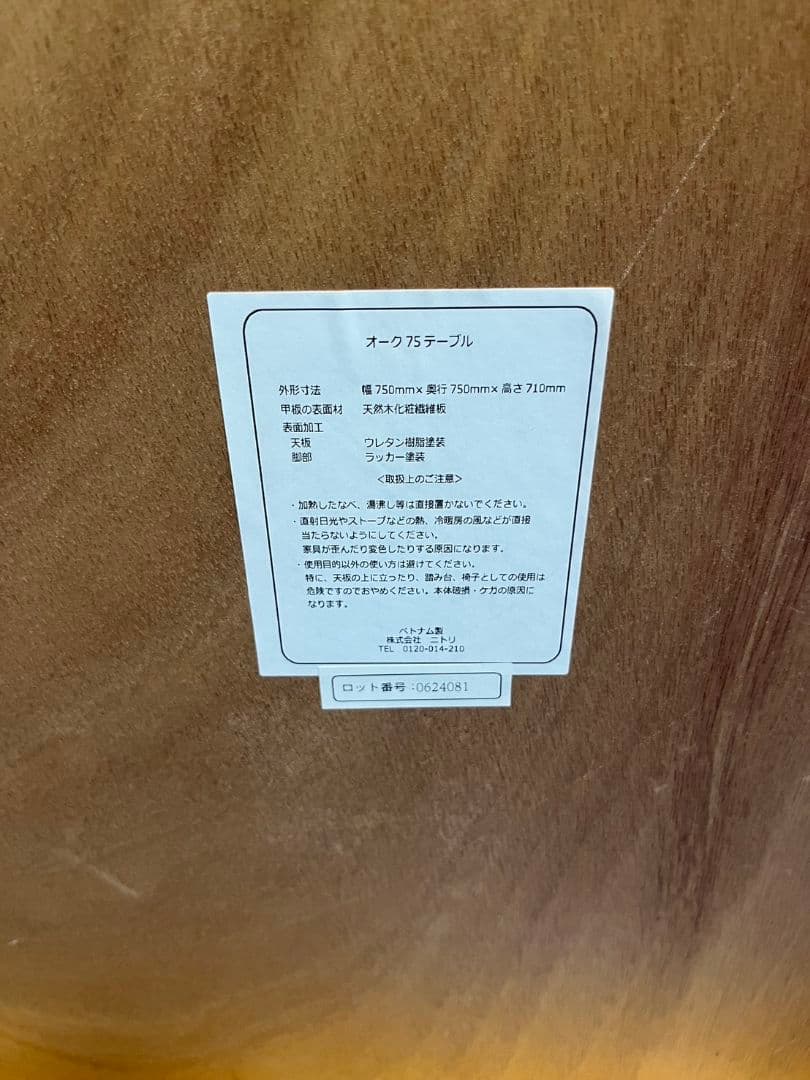 オーク75テーブル
外形寸法 幅750mm×奥行750mm×高さ710mm
甲板の表面材 天然木化粧繊維板
表面加工
天板 ウレタン樹脂塗装
脚部 ラッカー塗装
<取扱上のご注意>
・加熱したなべ、湯沸し等は直接置かないでください。
・直射日光やストーブなどの熱、冷暖房の風などが直接
当たらないようにしてください。
家具が歪んだり変色したりする原因になります。
・使用目的以外の使い方は避けてください。
特に、天板の上に立ったり、踏み台、椅子としての使用は
危険ですのでおやめください。本体破損・ケガの原因に
なります。
ベトナム製
株式会社 ニトリ
TEL 0120-014-210
ロット番号:0624081